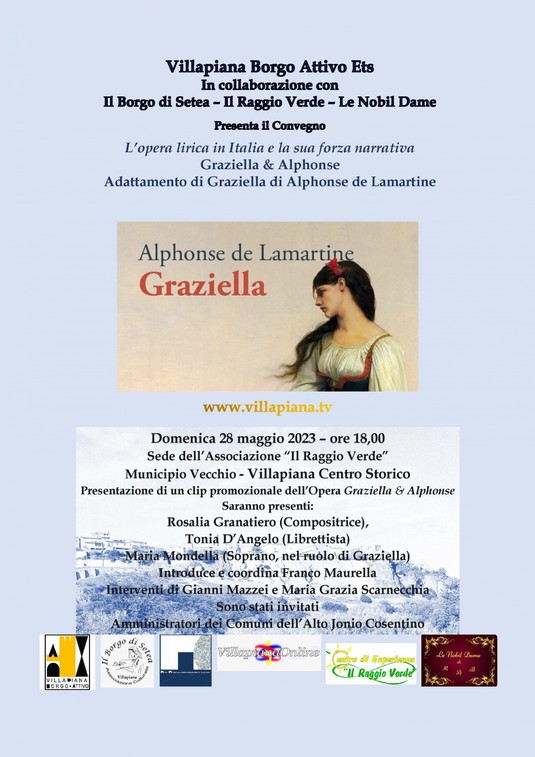 Villapiana Borgo Attivo Ets
In collaborazione con
Il Borgo di Setea – Il Raggio Verde – Le Nobil Dame
Presenta il Convegno
L'opera lirica in Italia e la sua forza narrativa
Graziella & Alphonse
Adattamento di Graziella di Alphonse de Lamartine
Alphonse de Lamartine
Graziella
www.villapiana.tv
Domenica 28 maggio 2023 – ore 18,00
Sede dell'Associazione "Il Raggio Verde"
Municipio Vecchio - Villapiana Centro Storico
Presentazione di un clip promozionale dell'Opera Graziella & Alphonse
Saranno presenti:
Rosalia Granatiero (Compositrice),
Tonia D'Angelo (Librettista)
Maria Mondella (Soprano, nel ruolo di Graziella)
Introduce e coordina Franco Maurella
Interventi di Gianni Mazzei e Maria Grazia Scarnecchia
Sono stati invitati
Amministratori dei Comuni dell'Alto Jonio Cosentino
VILLAPIANA
BORGO•ATTIVO
Il Borgo di Setea
Villapiana
VillapianaOnline
"Il Raggio Verde"
Le Nobil Dame